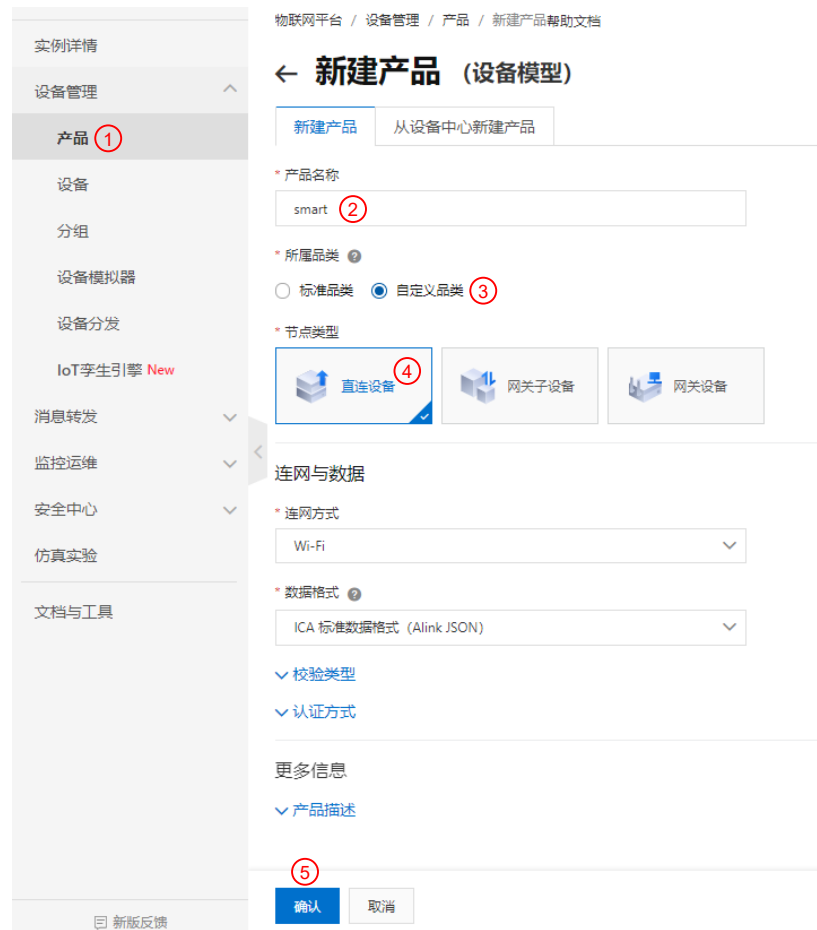 物联网平台 / 设备管理 / 产品 / 新建产品帮助文档
实例详情
设备管理
产品 ①
设备
分组
设备模拟器
设备分发
IoT孪生引擎 New
消息转发
监控运维
安全中心
仿真实验
文档与工具
新版反馈
← 新建产品 (设备模型)
新建产品 从设备中心新建产品
* 产品名称
smart ②
* 所属品类 ?
标准品类 自定义品类 ③
* 节点类型
直连设备 ④ 网关子设备 网关设备
连网与数据
* 连网方式
Wi-Fi
* 数据格式 ?
ICA 标准数据格式 (Alink JSON)
校验类型
认证方式
更多信息
产品描述
⑤
确认 取消